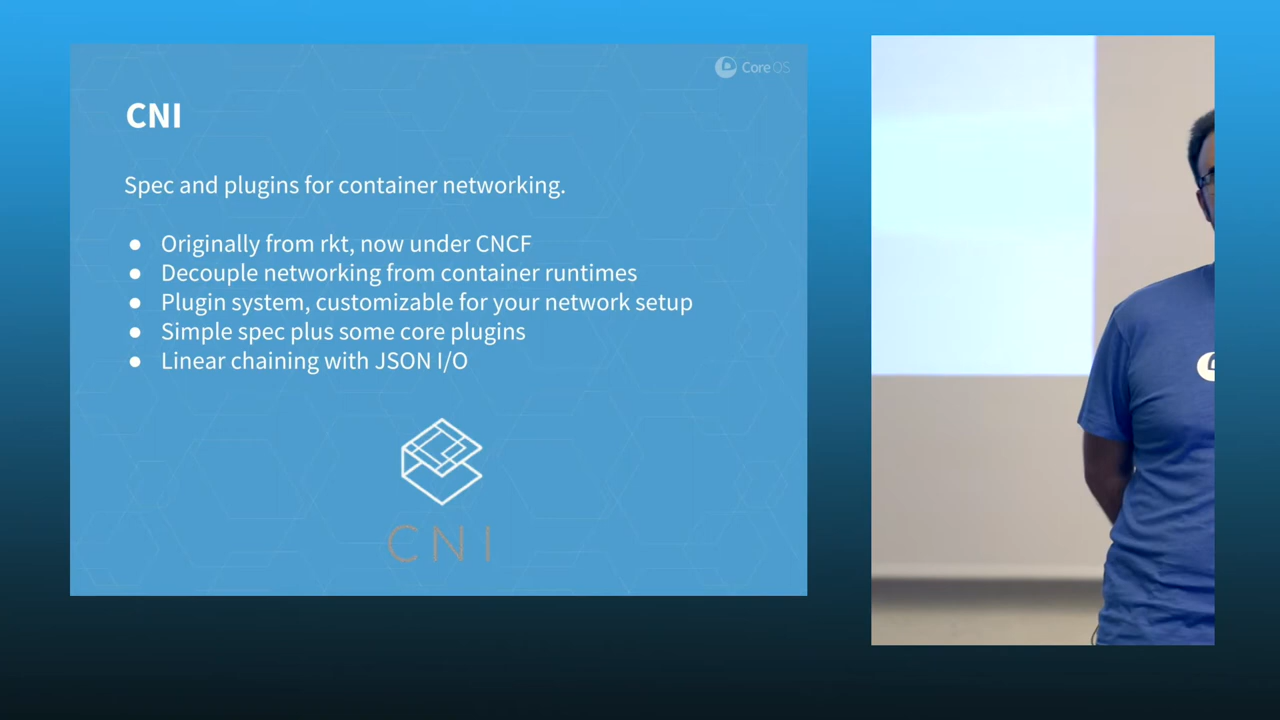 CoreOS
CNI
Spec and plugins for container networking.
● Originally from rkt, now under CNCF
● Decouple networking from container runtimes
● Plugin system, customizable for your network setup
● Simple spec plus some core plugins
● Linear chaining with JSON I/O
CNI